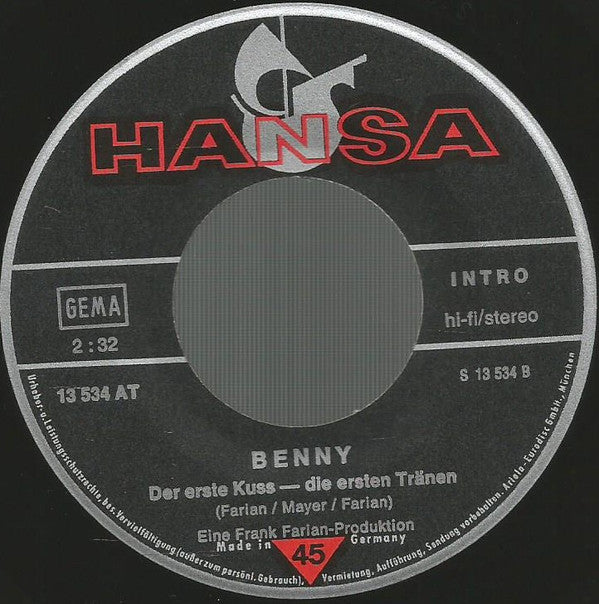 HANSA
GEMA
2:32
13 534 AT
INTRO
hi-fi/stereo
S 13 534 B
BENNY
Der erste Kuss — die ersten Tränen
(Farian / Mayer / Farian)
Eine Frank Farian-Produktion
Made in Germany
45
Urheber- u. Leistungsschutzrechte, bes. Vervielfältigung (außer zum persönl. Gebrauch), Vermietung, Aufführung, Sendung vorbehalten. Ariola-Eurodisc GmbH., München